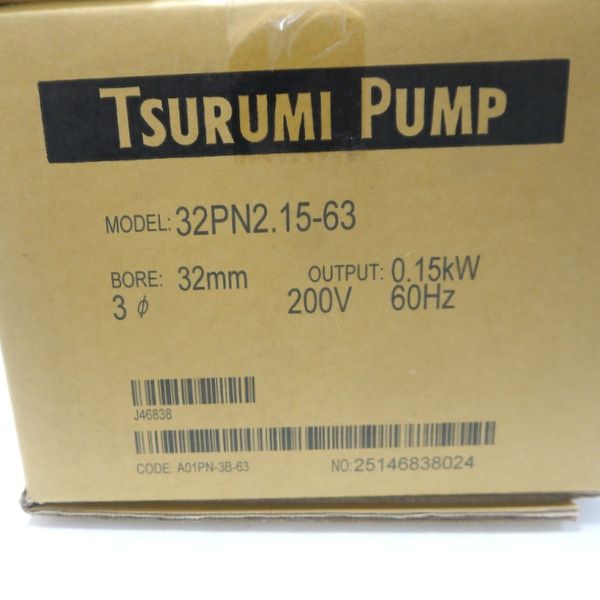 TSURUMI PUMP
MODEL: 32PN2.15-63
BORE: 32mm OUTPUT: 0.15kW
3φ 200V 60Hz
J46838
CODE: A01PN-3B-63 NO: 25146838024